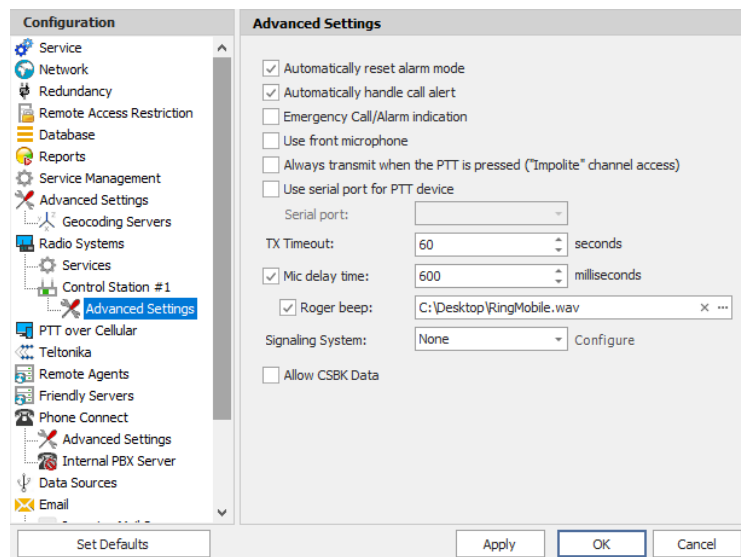 Configuration
Service
Network
Redundancy
Remote Access Restriction
Database
Reports
Service Management
Advanced Settings
Geocoding Servers
Radio Systems
Services
Control Station #1
Advanced Settings
PTT over Cellular
Teltonika
Remote Agents
Friendly Servers
Phone Connect
Advanced Settings
Internal PBX Server
Data Sources
Email
Set Defaults
Advanced Settings
Automatically reset alarm mode
Automatically handle call alert
Emergency Call/Alarm indication
Use front microphone
Always transmit when the PTT is pressed ("Impolite" channel access)
Use serial port for PTT device
Serial port:
TX Timeout: 60 seconds
Mic delay time: 600 milliseconds
Roger beep: C:\Desktop\RingMobile.wav
Signaling System: None Configure
Allow CSBK Data
Apply OK Cancel